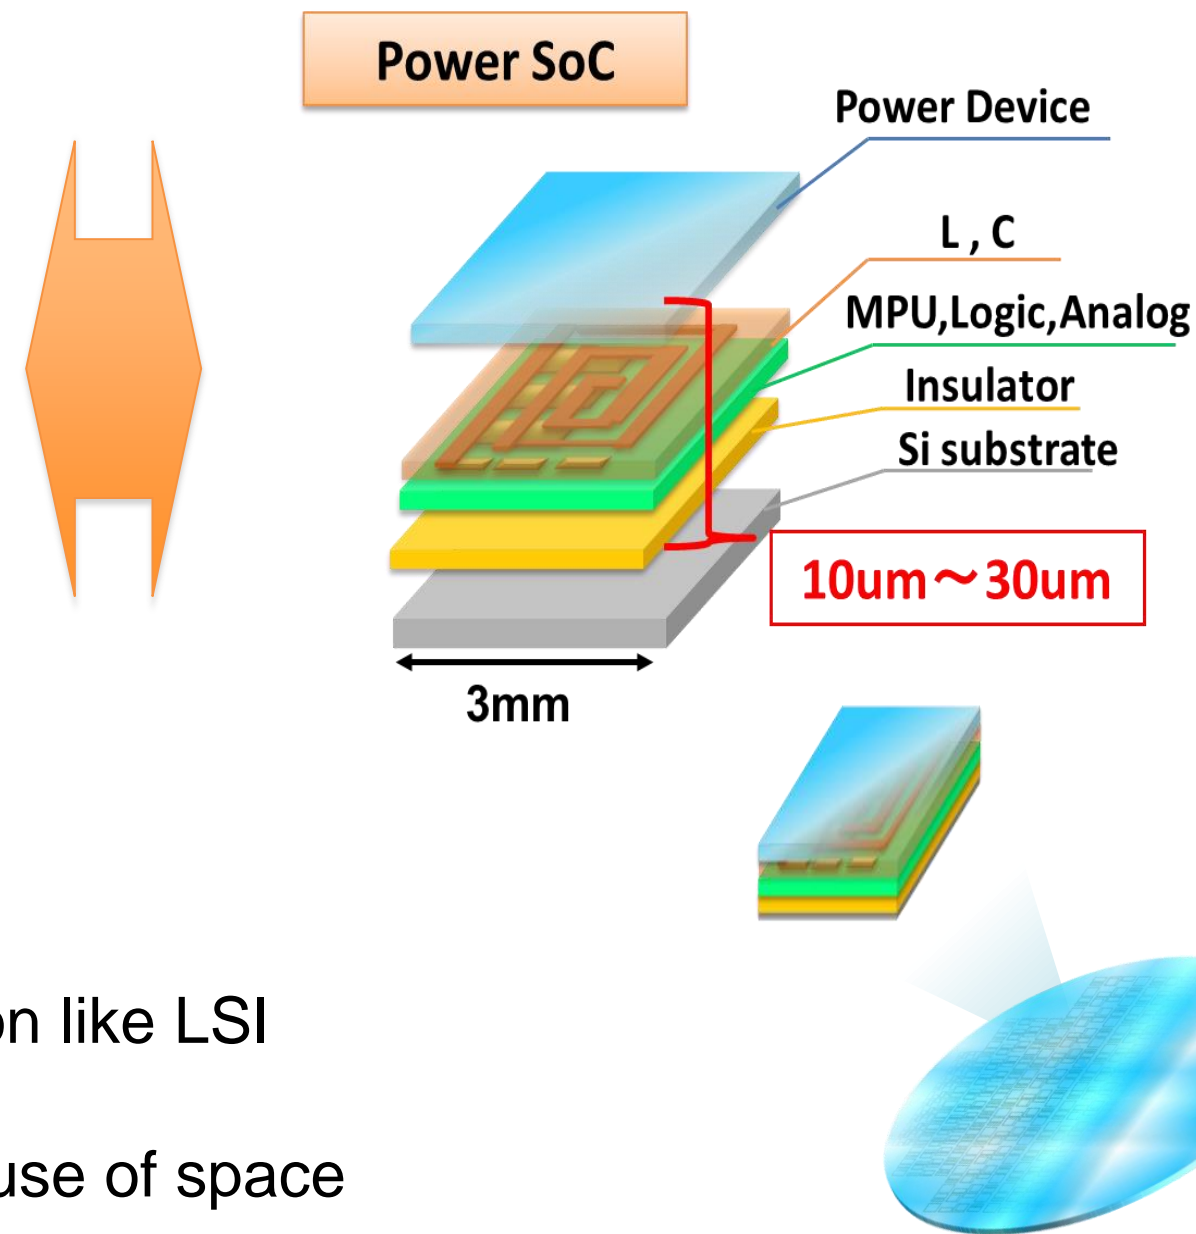 Power SoC
Power Device
L , C
MPU,Logic,Analog
Insulator
Si substrate
10um～30um
3mm
on like LSI
use of space